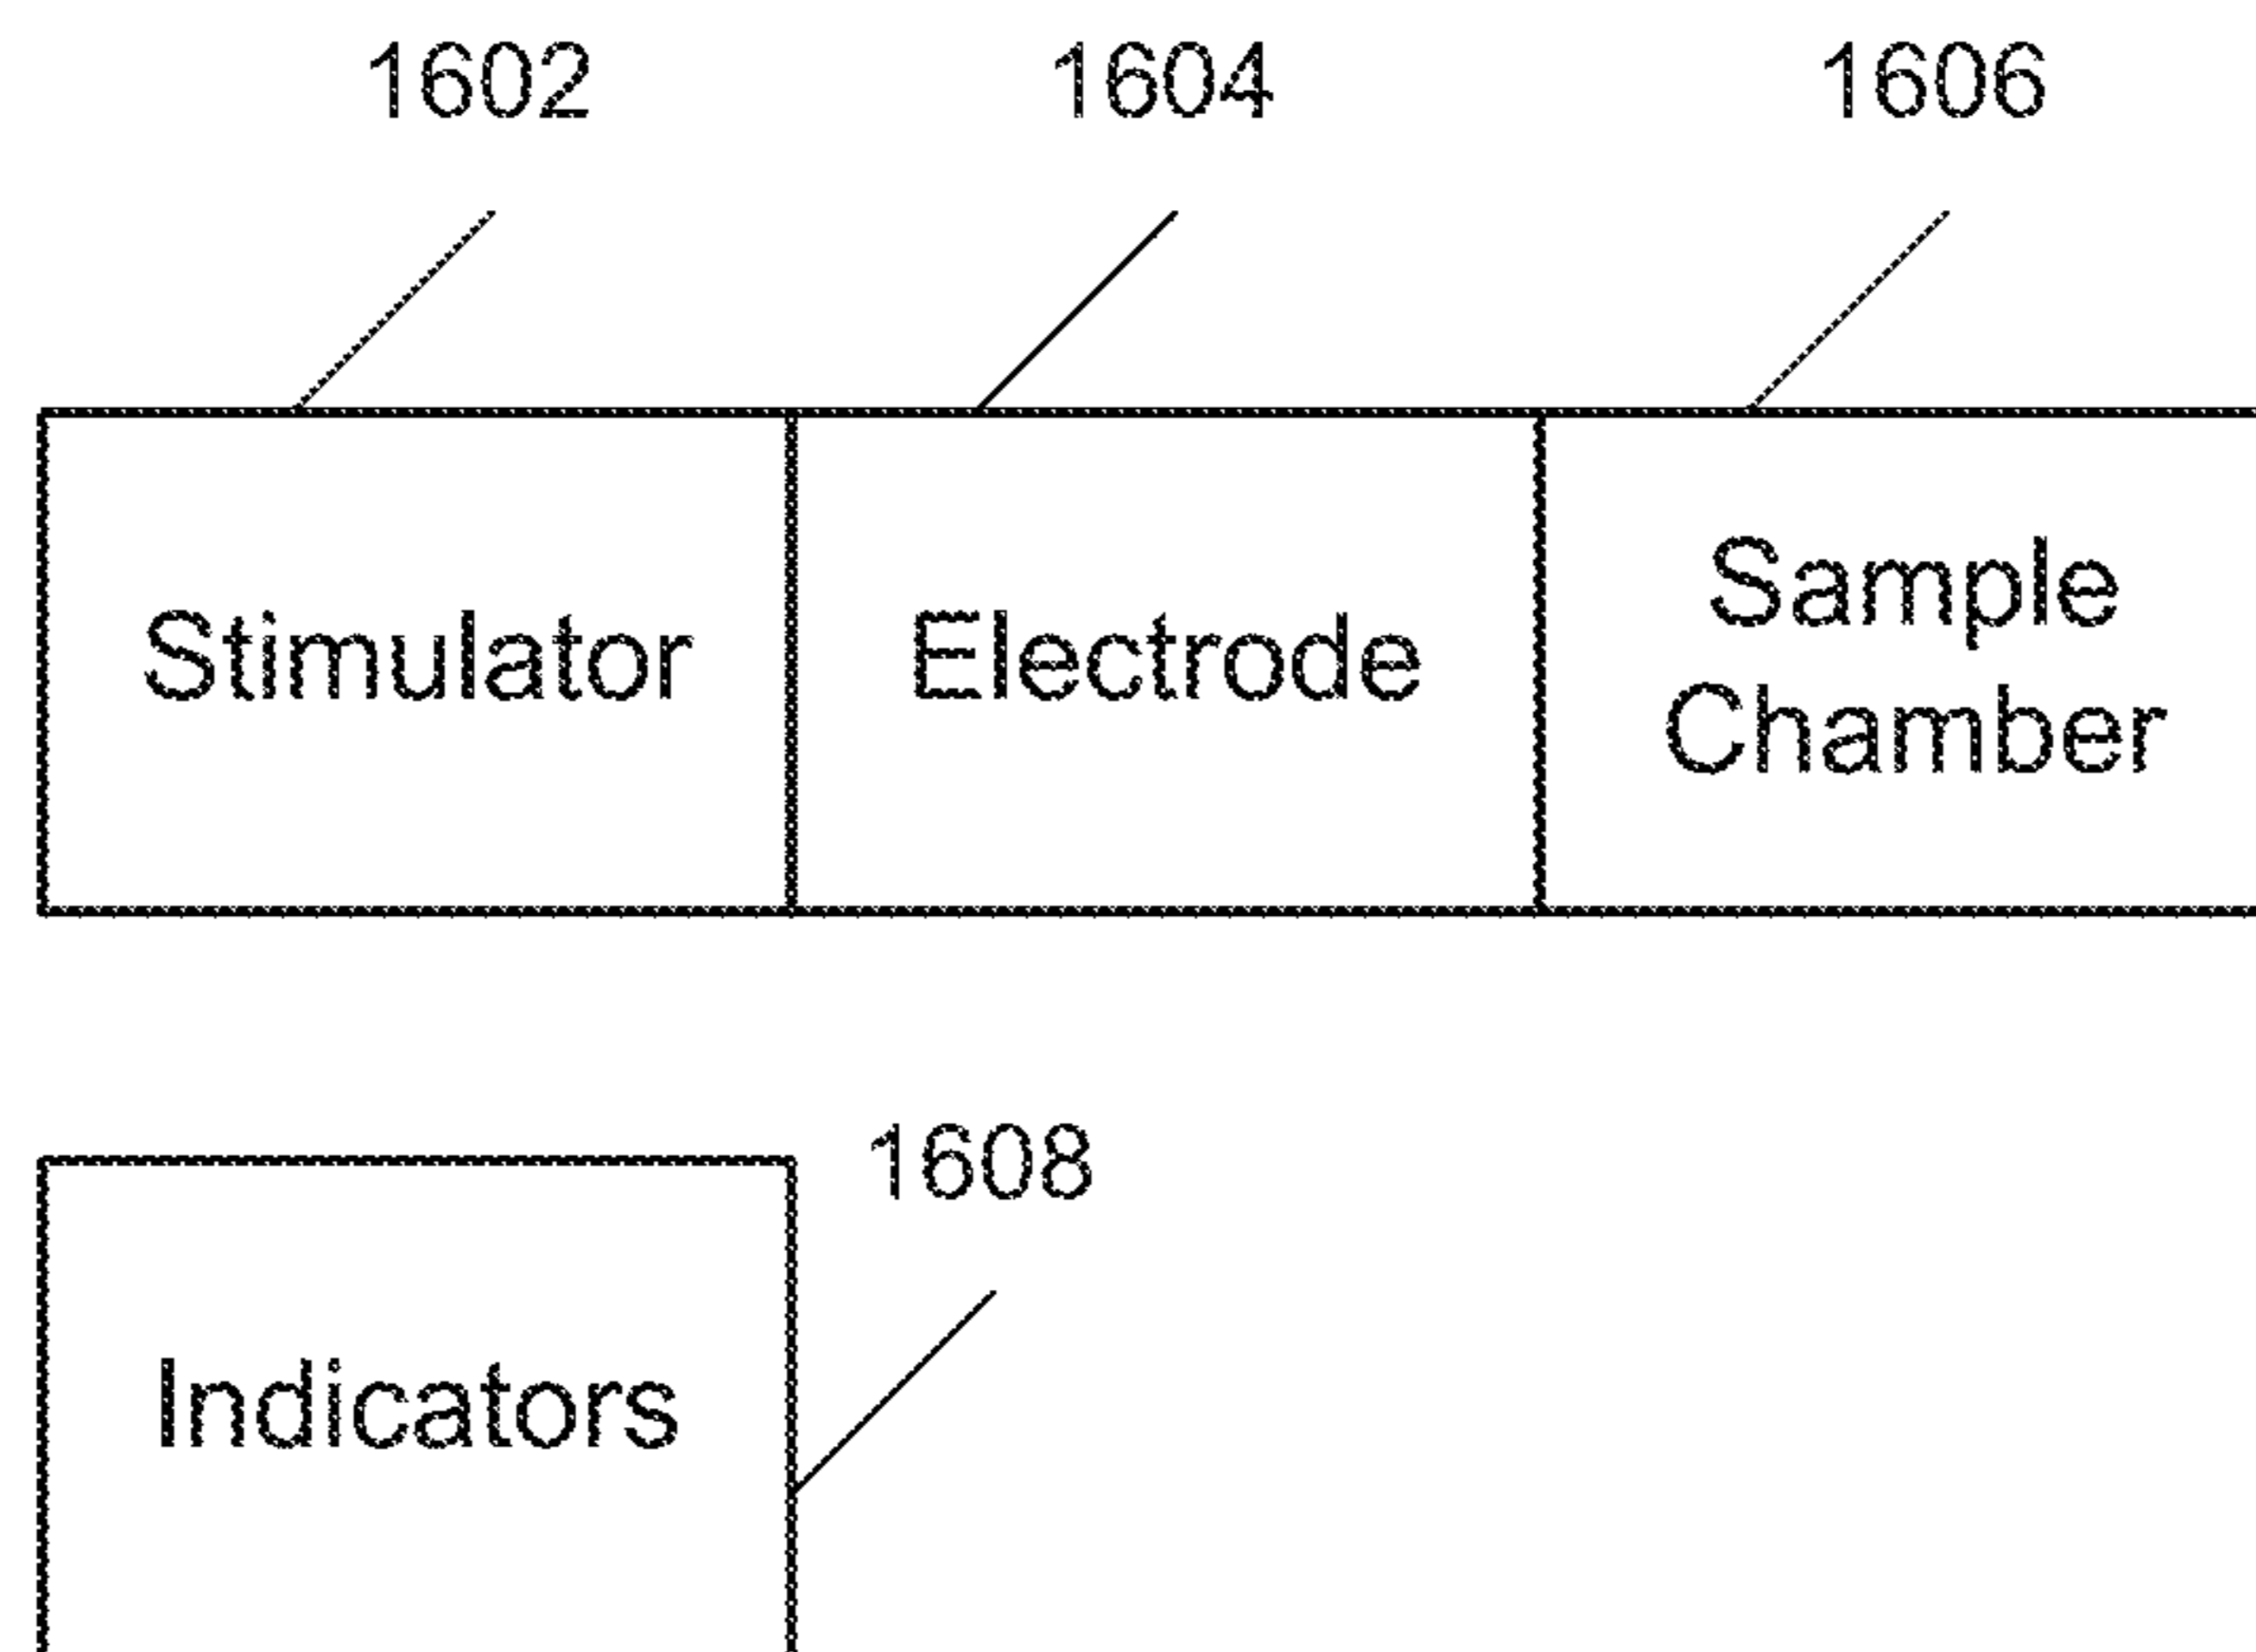 1602
1604
1606
Stimulator
Electrode
Sample
Chamber
1608
Indicators